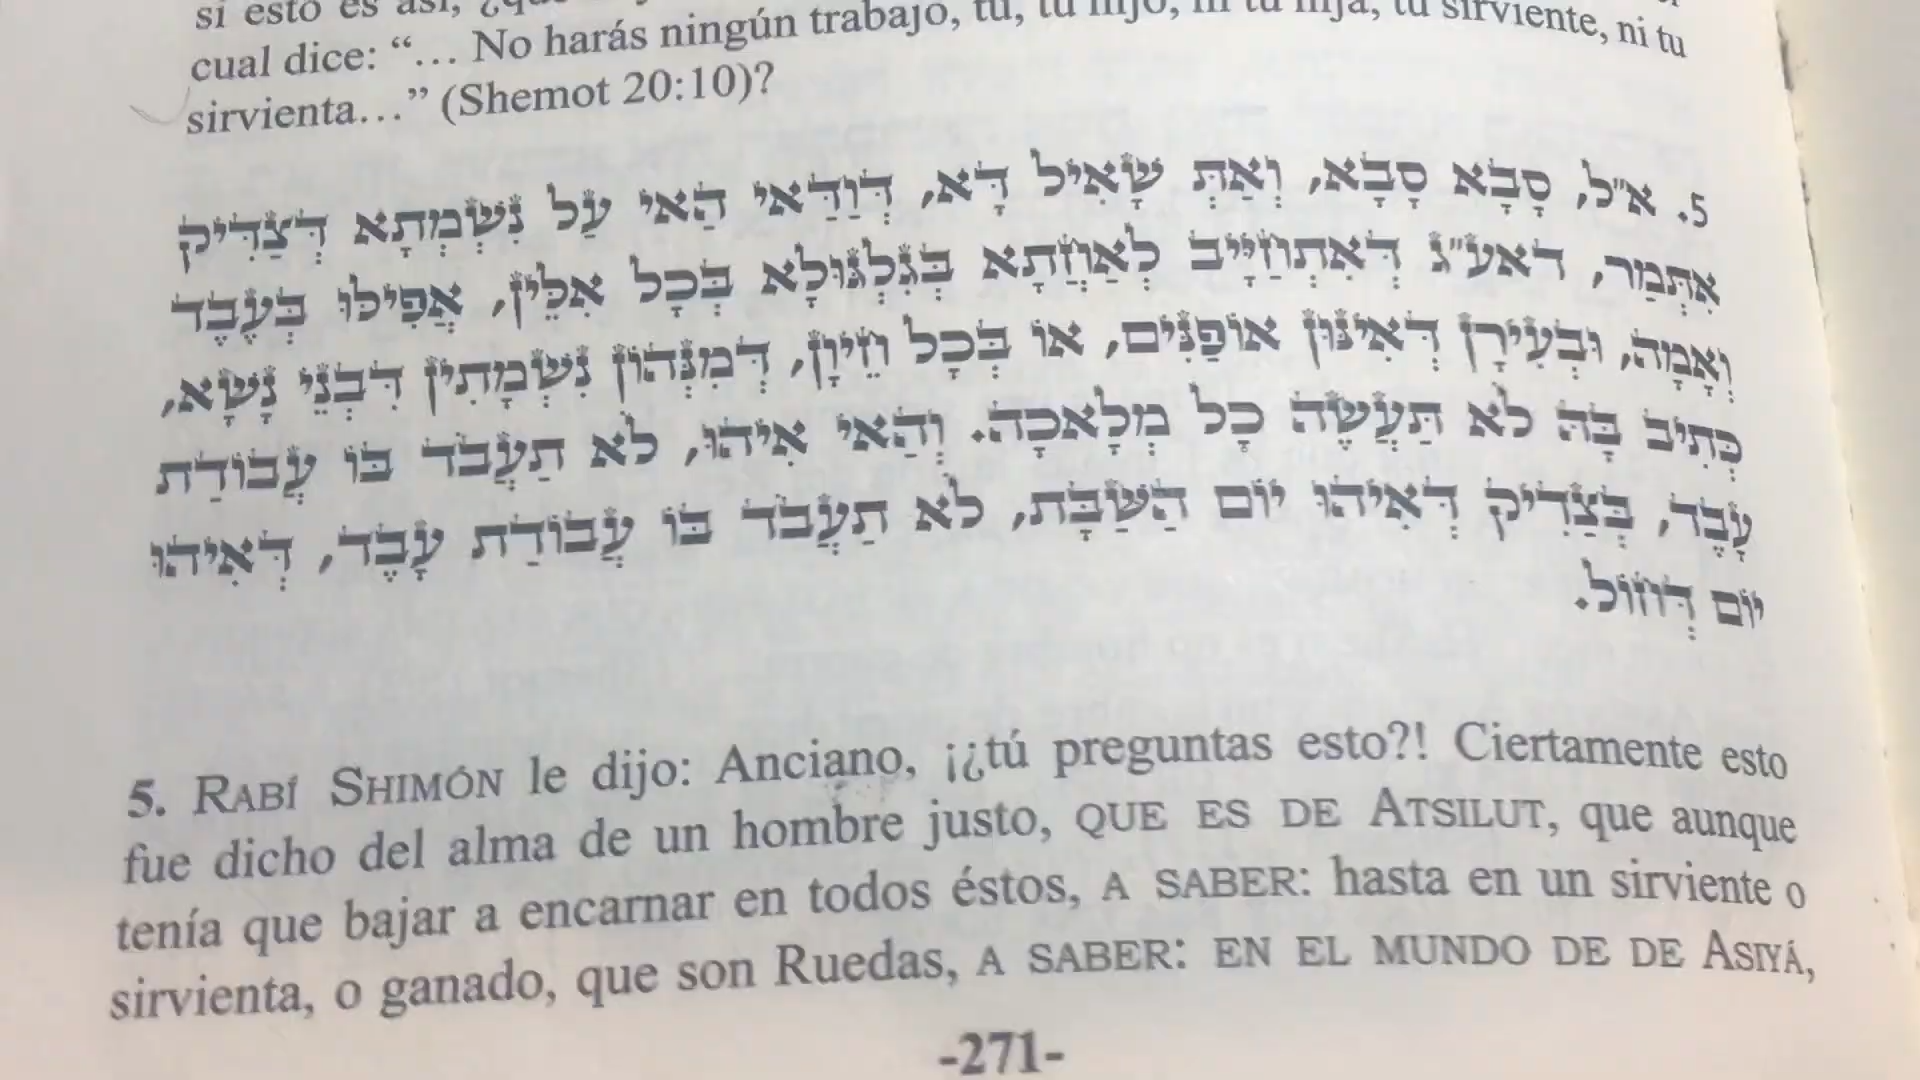 si esto es así,
cual dice: “… No harás ningún trabajo, tú, tu hijo, ni tu hija, tu sirviente, ni tu
sirvienta…” (Shemot 20:10)?
5. א״ל, סָבָא סָבָא, וְאַתְּ שָׁאִיל דָּא, דְּוַדַּאי הַאי עַל נִשְׁמְתָא דְּצַדִּיק
אִתְּמַר, דאע״ג דְּאִתְחַזְיָיב לְאַחֲתָא בְּגִלְגּוּלָא בְּכָל אִלֵּין, אֲפִילּוּ בְּעֶבֶד
וְאָמָה, וּבְעִירָן דְּאִינּוּן אוֹפַנִּים, אוֹ בְּכָל חֵיוָן, דְּמִנְּהוֹן נִשְׁמָתִין דִּבְנֵי נָשָׁא,
כְּתִיב בָּהּ לֹא תַּעֲשֶׂה כָל מְלָאכָה. וְהַאי אִיהוּ, לֹא תַעֲבֹד בּוֹ עֲבוֹדַת
עָבֶד, בְּצַדִּיק דְּאִיהוּ יוֹם הַשַּׁבָּת, לֹא תַעֲבֹד בּוֹ עֲבוֹדַת עָבֶד, דְּאִיהוּ
יוֹם דְּחוֹל.
5. RABÍ SHIMÓN le dijo: Anciano, ¡¿tú preguntas esto?! Ciertamente esto
fue dicho del alma de un hombre justo, QUE ES DE ATSILUT, que aunque
tenía que bajar a encarnar en todos éstos, A SABER: hasta en un sirviente o
sirvienta, o ganado, que son Ruedas, A SABER: EN EL MUNDO DE DE ASIYÁ,
-271-